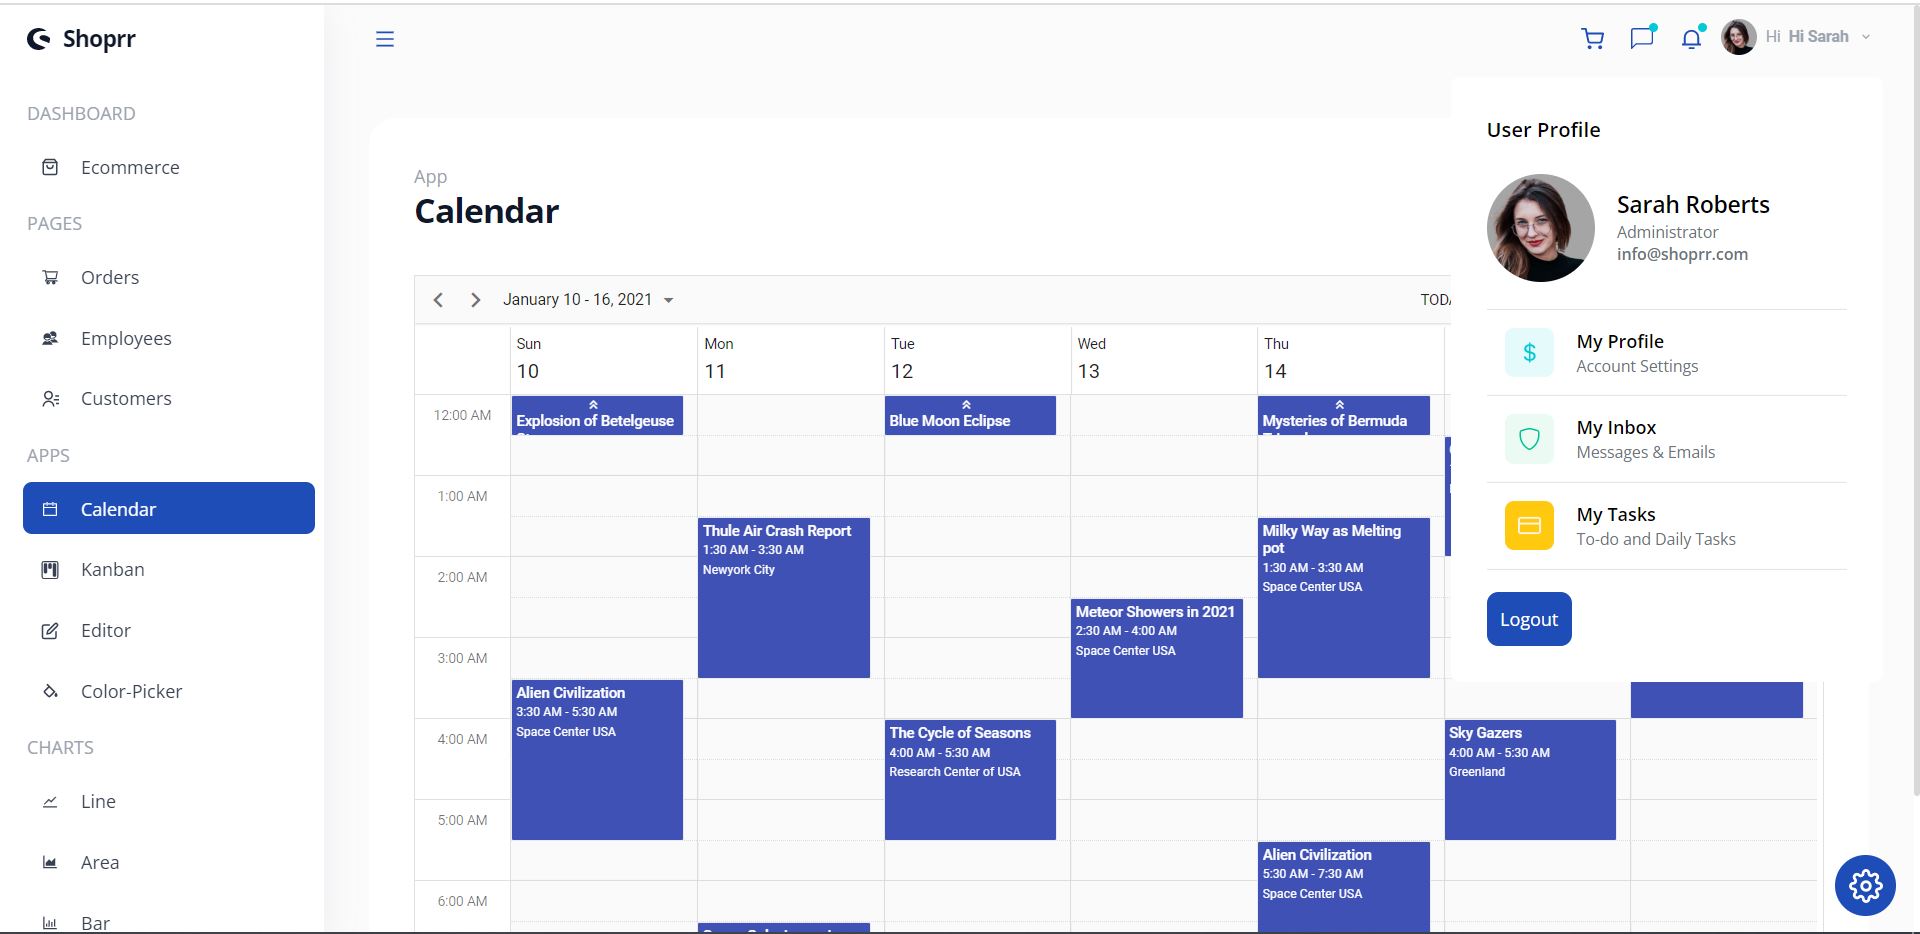 Shoprr
Hi Hi Sarah
DASHBOARD
Ecommerce
PAGES
Orders
Employees
Customers
APPS
Calendar
Kanban
Editor
Color-Picker
CHARTS
Line
Area
Bar
App
Calendar
January 10 - 16, 2021
Sun
Mon
Tue
Wed
Thu
10
11
12
13
14
12:00 AM
1:00 AM
2:00 AM
3:00 AM
4:00 AM
5:00 AM
6:00 AM
Explosion of Betelgeuse
Alien Civilization
3:30 AM - 5:30 AM
Space Center USA
Thule Air Crash Report
1:30 AM - 3:30 AM
Newyork City
Blue Moon Eclipse
The Cycle of Seasons
4:00 AM - 5:30 AM
Research Center of USA
Meteor Showers in 2021
2:30 AM - 4:00 AM
Space Center USA
Mysteries of Bermuda
Milky Way as Melting
pot
1:30 AM - 3:30 AM
Space Center USA
Alien Civilization
5:30 AM - 7:30 AM
Space Center USA
Sky Gazers
4:00 AM - 5:30 AM
Greenland
User Profile
Sarah Roberts
Administrator
info@shoprr.com
$
My Profile
Account Settings
My Inbox
Messages & Emails
My Tasks
To-do and Daily Tasks
Logout